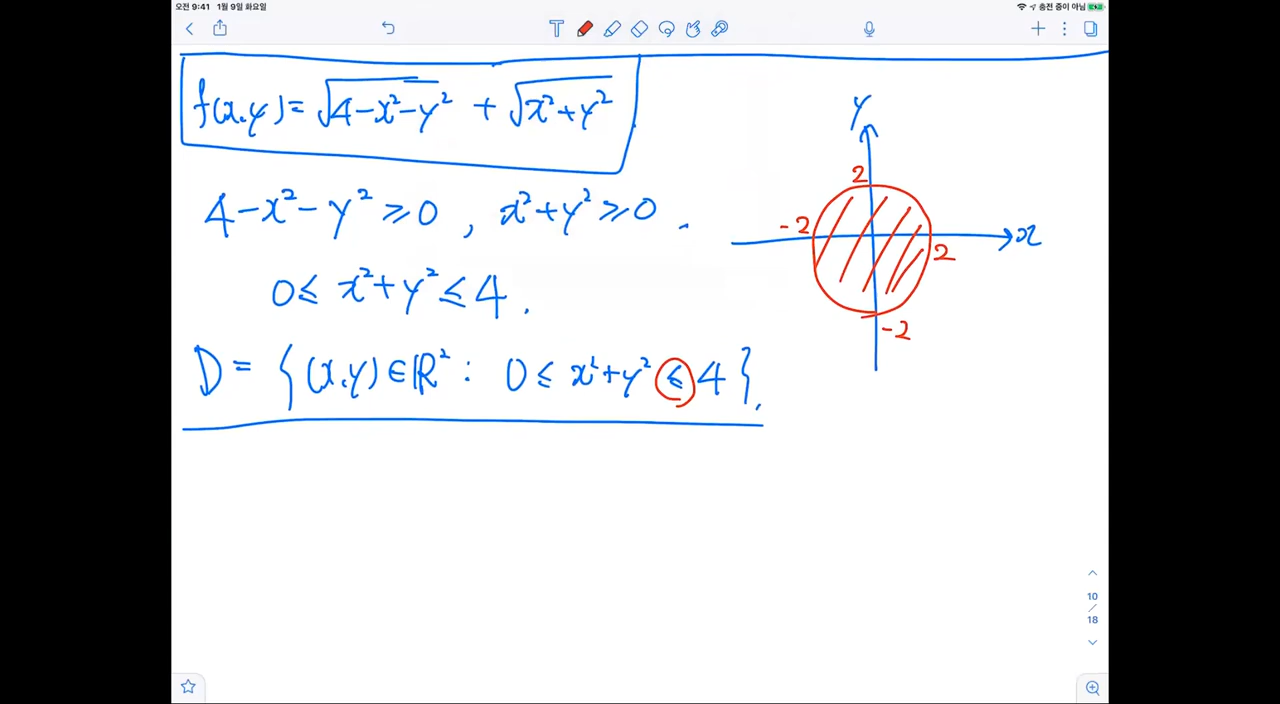 오전 9:41 1월 9일 화요일
충전 중이 아님
T
f(x,y) = √(4-x²-y²) + √(x²+y²)
4-x²-y² ≥ 0, x²+y² ≥ 0.
0 ≤ x²+y² ≤ 4.
D = {(x,y) ∈ ℝ² : 0 ≤ x²+y² ≤ 4}.
y
2
-2
x
2
-2
10
/
18